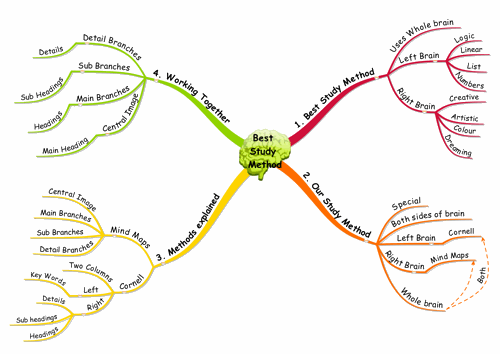 Best
Study
Method
1. Best Study Method
Uses Whole brain
Left Brain
Logic
Linear
List
Numbers
Right Brain
Creative
Artistic
Colour
Dreaming
2. Our Study Method
Special
Both sides of brain
Left Brain
Cornell
Right Brain
Mind Maps
Whole brain
Both
3. Methods explained
Mind Maps
Central Image
Main Branches
Sub Branches
Detail Branches
Cornell
Two Columns
Left
Key Words
Right
Details
Sub headings
Headings
4. Working Together
Detail Branches
Details
Sub Branches
Sub Headings
Main Branches
Headings
Central Image
Main Heading